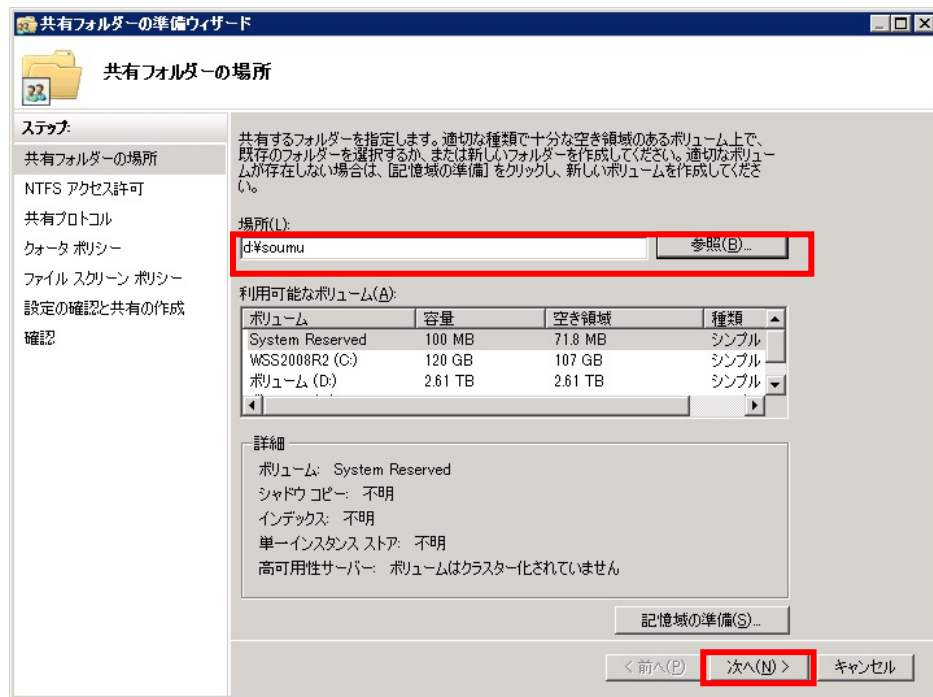 共有フォルダーの準備ウィザード
共有フォルダーの場所
ステップ:
共有フォルダーの場所
NTFS アクセス許可
共有プロトコル
クォータ ポリシー
ファイル スクリーン ポリシー
設定の確認と共有の作成
確認
共有するフォルダーを指定します。適切な種類で十分な空き領域のあるボリューム上で、
既存のフォルダーを選択するか、または新しいフォルダーを作成してください。適切なボリュー
ムが存在しない場合は、[記憶域の準備] をクリックし、新しいボリュームを作成してくださ
い。
場所(L):
d:¥soumu 参照(B)...
利用可能なボリューム(A):
ボリューム 容量 空き領域 種類
System Reserved 100 MB 71.8 MB シンプル
WSS2008R2 (C:) 120 GB 107 GB シンプル
ボリューム (D:) 2.61 TB 2.61 TB シンプル
詳細
ボリューム: System Reserved
シャドウ コピー: 不明
インデックス: 不明
単一インスタンス ストア: 不明
高可用性サーバー: ボリュームはクラスター化されていません
記憶域の準備(S)...
< 前へ(P) 次へ(N) > キャンセル